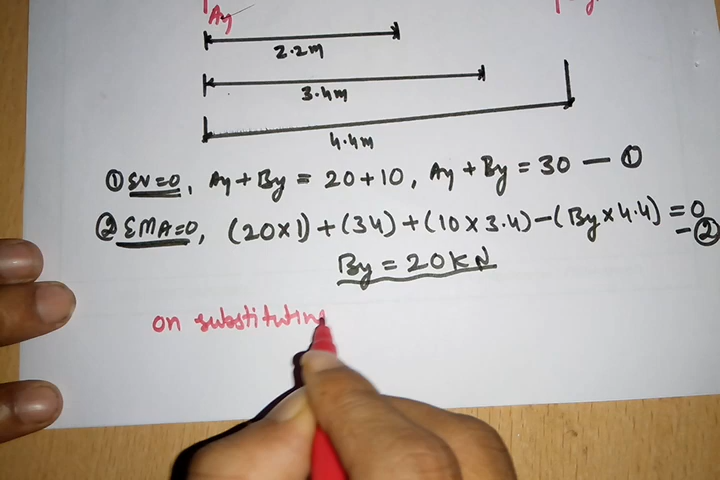 Ay
2.2m
3.4m
4.4m
① ΣV=0, Ay + By = 20+10, Ay + By = 30 — ①
② ΣMA=0, (20×1)+(34)+(10×3.4)-(By×4.4)=0
-②
By = 20KN
on substituting